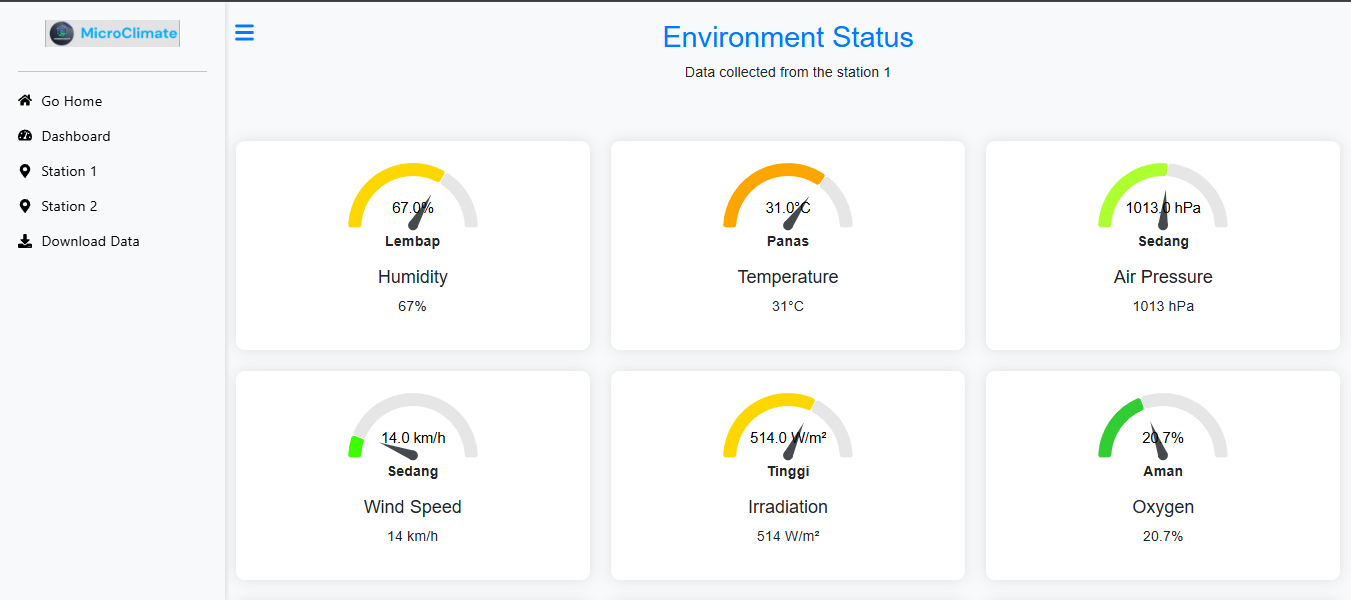 MicroClimate
Go Home
Dashboard
Station 1
Station 2
Download Data
Environment Status
Data collected from the station 1
67.0%
Lembap
Humidity
67%
31.0°C
Panas
Temperature
31°C
1013.0 hPa
Sedang
Air Pressure
1013 hPa
14.0 km/h
Sedang
Wind Speed
14 km/h
514.0 W/m²
Tinggi
Irradiation
514 W/m²
20.7%
Aman
Oxygen
20.7%